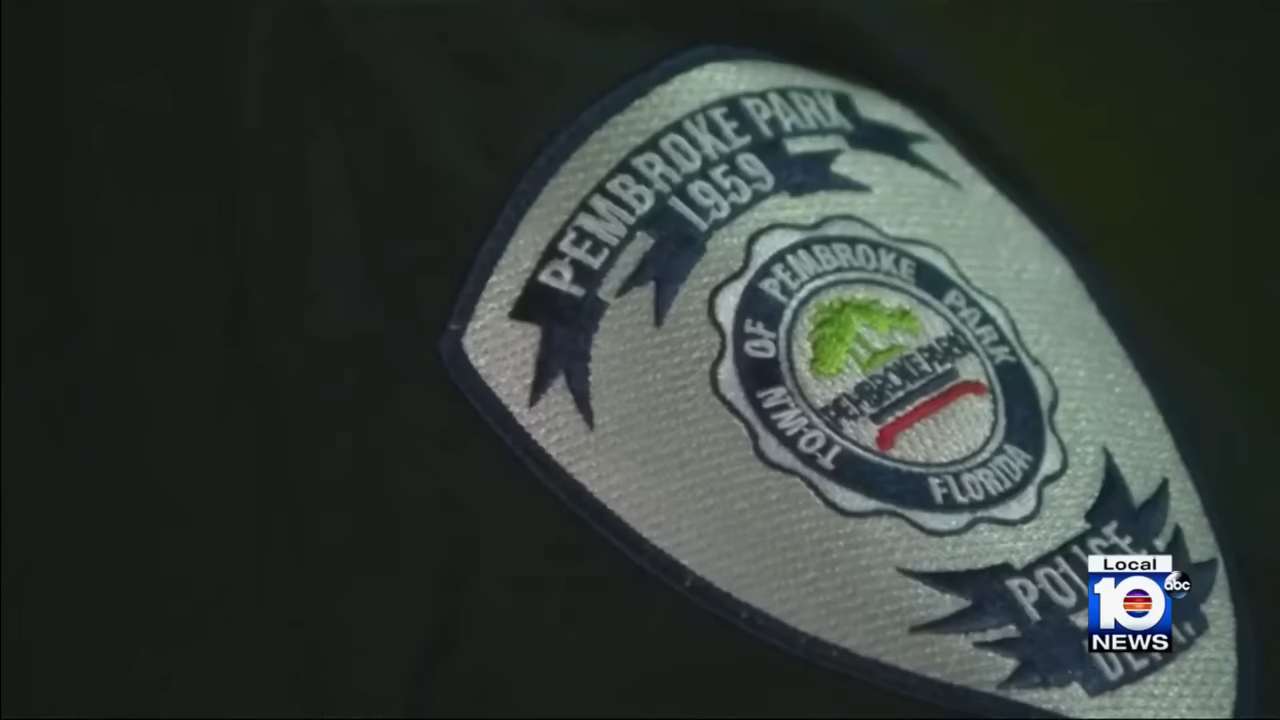 PEMBROKE PARK
1959
TOWN OF PEMBROKE PARK
PEMBROKE PARK
FLORIDA
POLICE
Local
10
abc
NEWS